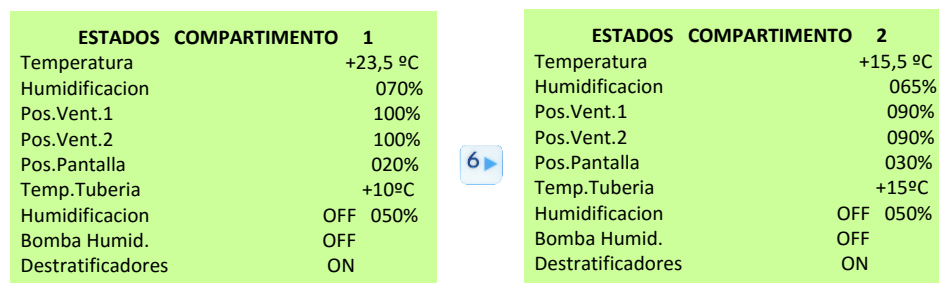 ESTADOS COMPARTIMENTO 1
Temperatura +23,5 ºC
Humidificacion 070%
Pos.Vent.1 100%
Pos.Vent.2 100%
Pos.Pantalla 020%
Temp.Tuberia +10ºC
Humidificacion OFF 050%
Bomba Humid. OFF
Destratificadores ON
6
ESTADOS COMPARTIMENTO 2
Temperatura +15,5 ºC
Humidificacion 065%
Pos.Vent.1 090%
Pos.Vent.2 090%
Pos.Pantalla 030%
Temp.Tuberia +15ºC
Humidificacion OFF 050%
Bomba Humid. OFF
Destratificadores ON